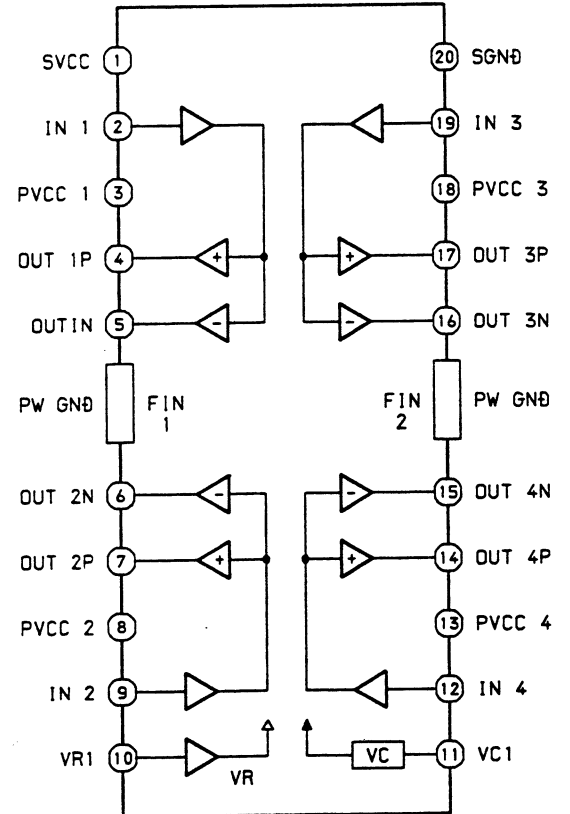 SVCC 1
20 SGND
IN 1 2
19 IN 3
PVCC 1 3
18 PVCC 3
OUT 1P 4 +
+ 17 OUT 3P
OUTIN 5 -
- 16 OUT 3N
PW GND FIN 1
FIN 2 PW GND
OUT 2N 6 -
- 15 OUT 4N
OUT 2P 7 +
+ 14 OUT 4P
PVCC 2 8
13 PVCC 4
IN 2 9
12 IN 4
VR1 10 VR
VC 11 VC1